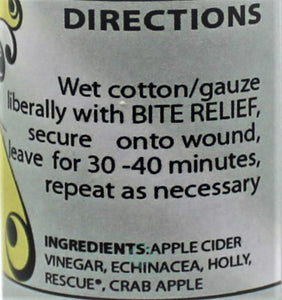 DIRECTIONS
Wet cotton/gauze
liberally with BITE RELIEF,
secure onto wound,
leave for 30 -40 minutes,
repeat as necessary
INGREDIENTS:APPLE CIDER
VINEGAR, ECHINACEA, HOLLY,
RESCUE®, CRAB APPLE